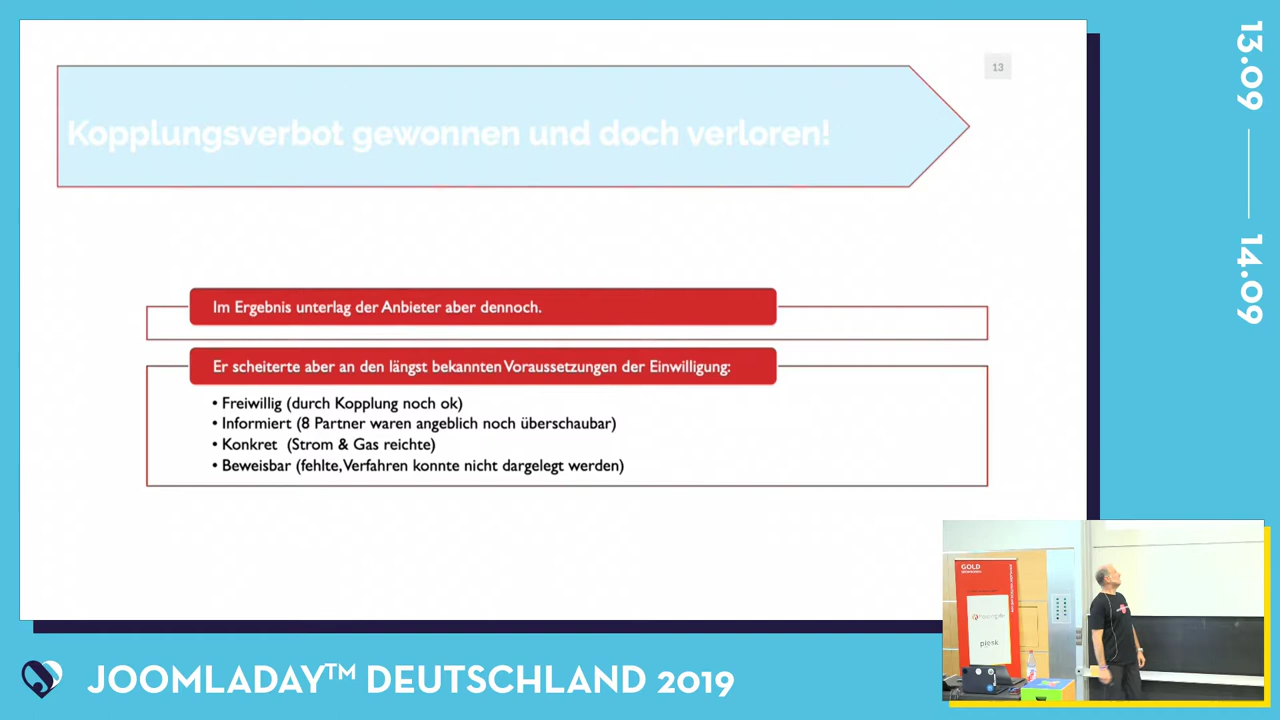 13
Kopplungsverbot gewonnen und doch verloren!
Im Ergebnis unterlag der Anbieter aber dennoch.
Er scheiterte aber an den längst bekannten Voraussetzungen der Einwilligung:
• Freiwillig (durch Kopplung noch ok)
• Informiert (8 Partner waren angeblich noch überschaubar)
• Konkret (Strom & Gas reichte)
• Beweisbar (fehlte, Verfahren konnte nicht dargelegt werden)
13.09
14.09
GOLD
plesk
JOOMLADAY™ DEUTSCHLAND 2019